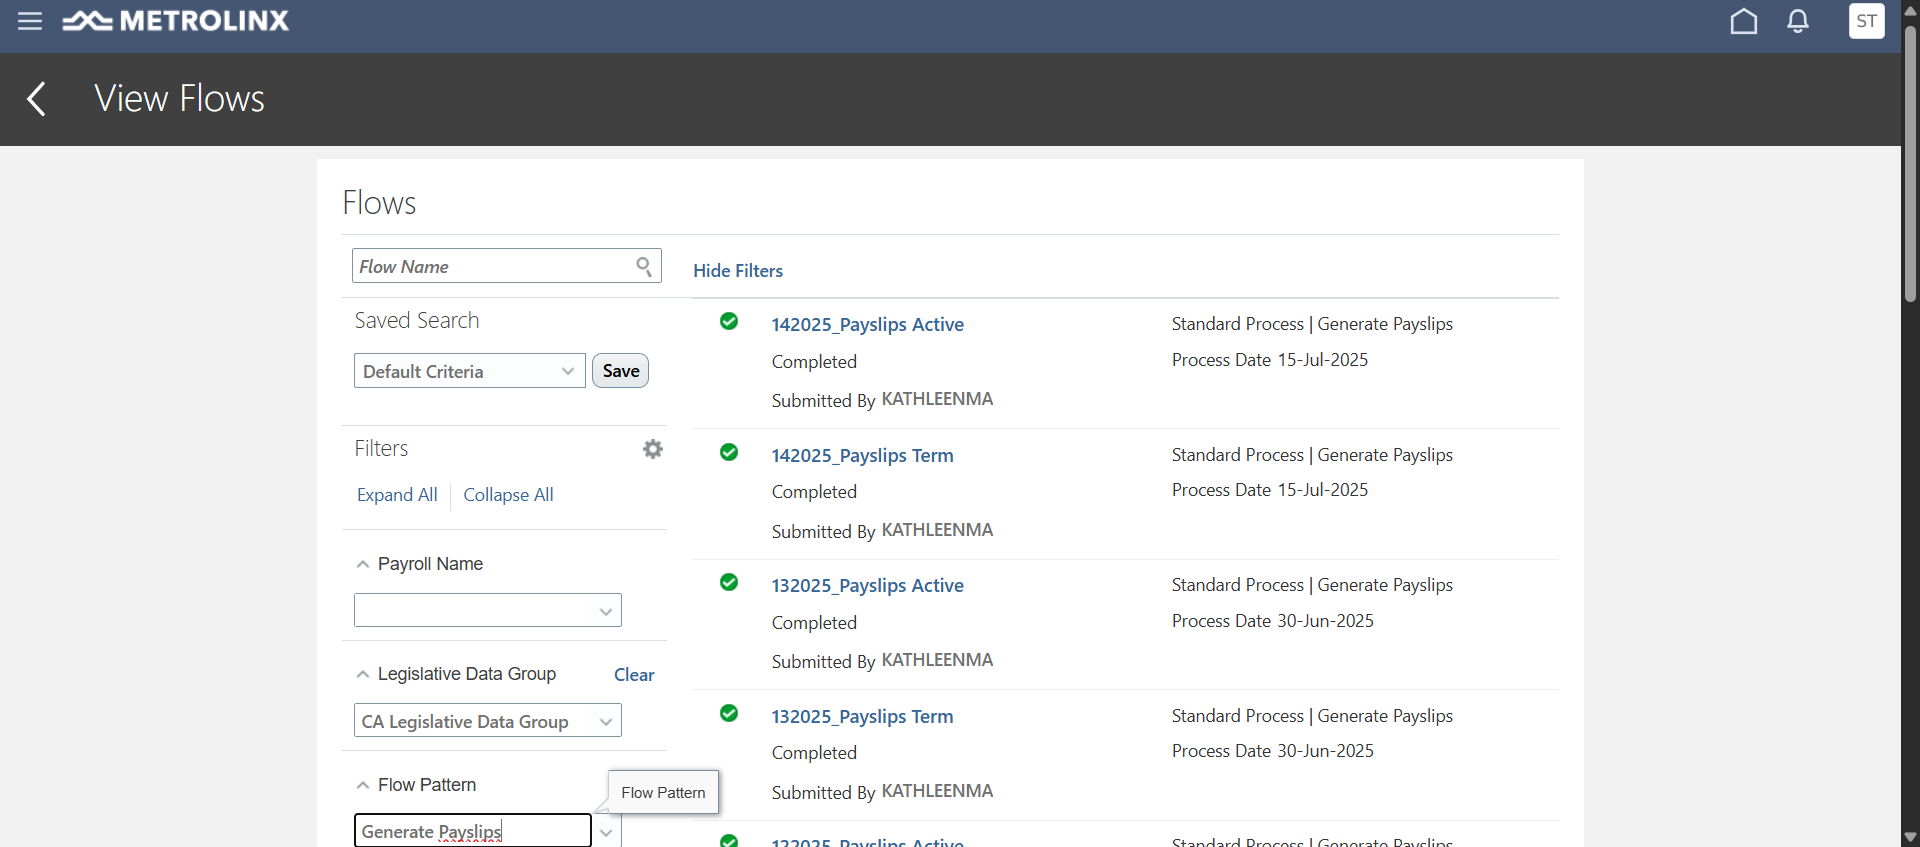 METROLINX
ST
View Flows
Flows
Flow Name
Hide Filters
Saved Search
Default Criteria
Save
Filters
Expand All
Collapse All
Payroll Name
Legislative Data Group
Clear
CA Legislative Data Group
Flow Pattern
Flow Pattern
Generate Payslips
142025_Payslips Active
Standard Process | Generate Payslips
Completed
Process Date 15-Jul-2025
Submitted By KATHLEENMA
142025_Payslips Term
Standard Process | Generate Payslips
Completed
Process Date 15-Jul-2025
Submitted By KATHLEENMA
132025_Payslips Active
Standard Process | Generate Payslips
Completed
Process Date 30-Jun-2025
Submitted By KATHLEENMA
132025_Payslips Term
Standard Process | Generate Payslips
Completed
Process Date 30-Jun-2025
Submitted By KATHLEENMA
122025_Payslips Active
Standard Process | Generate Payslips